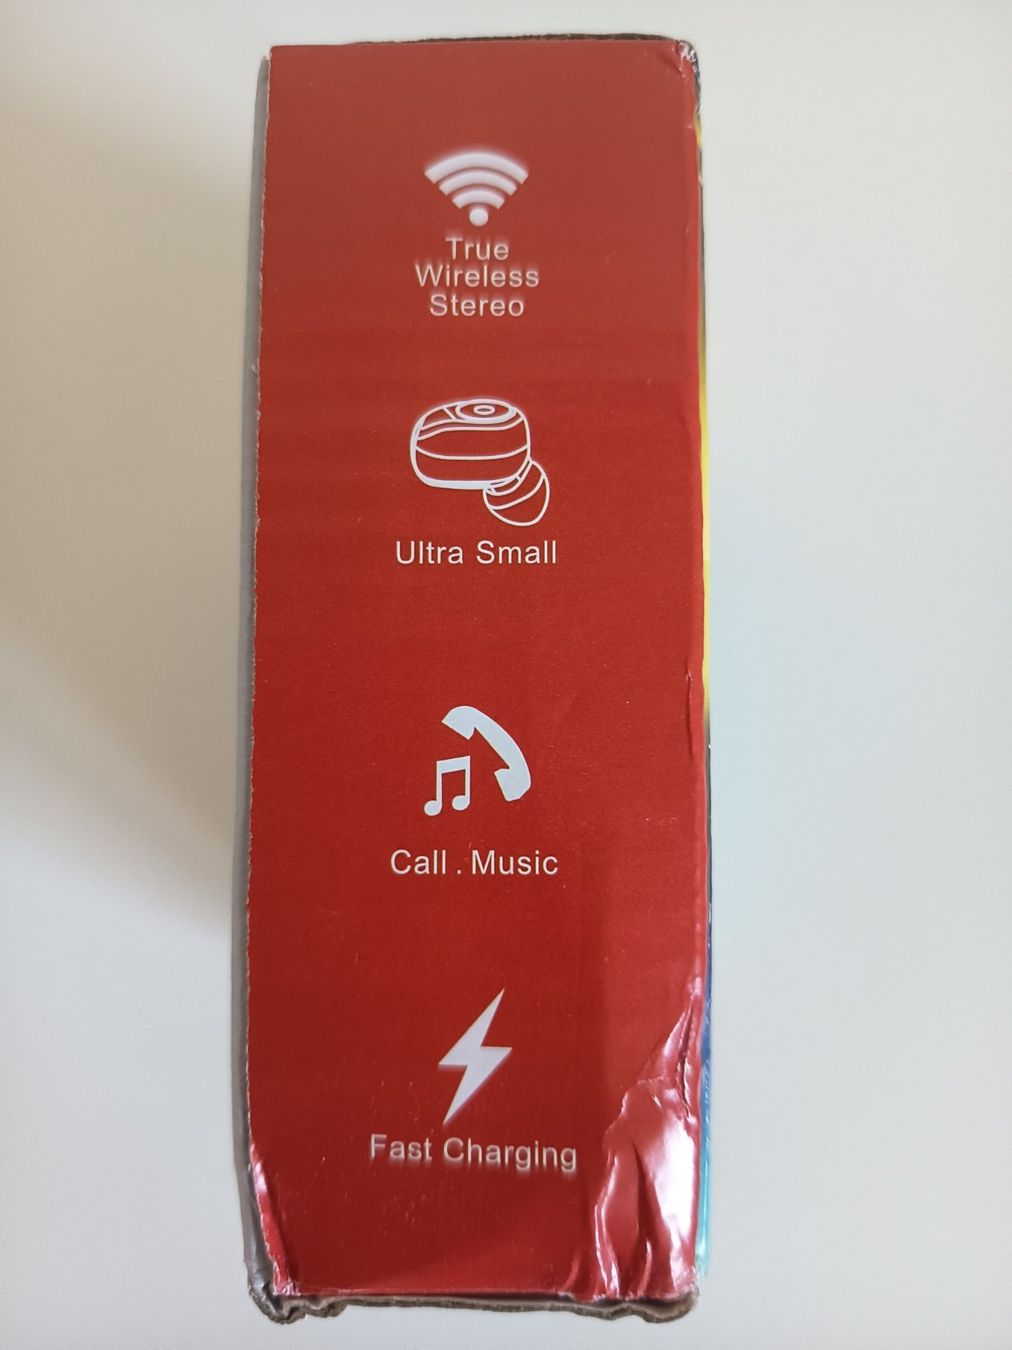 True
Wireless
Stereo
Ultra Small
Call . Music
Fast Charging